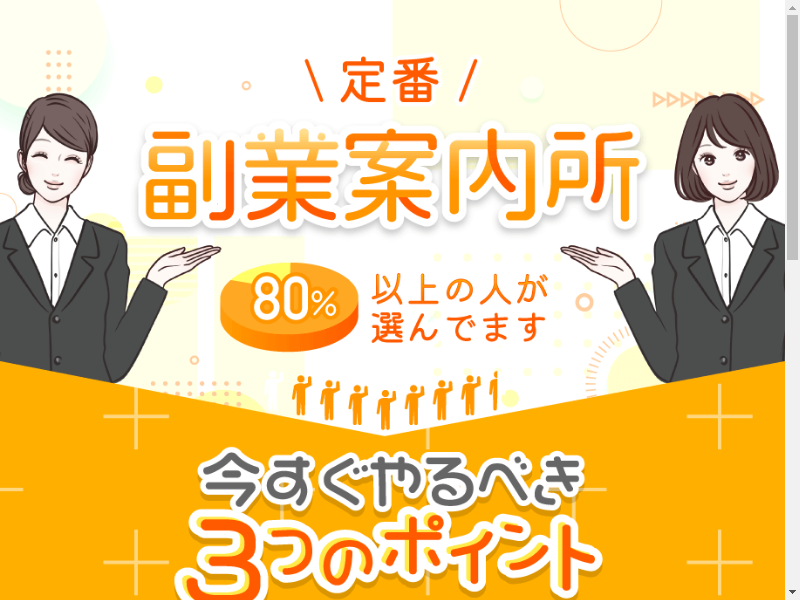 \ 定番 /
副業案内所
80%
以上の人が
選んでます
今すぐやるべき
3つのポイント